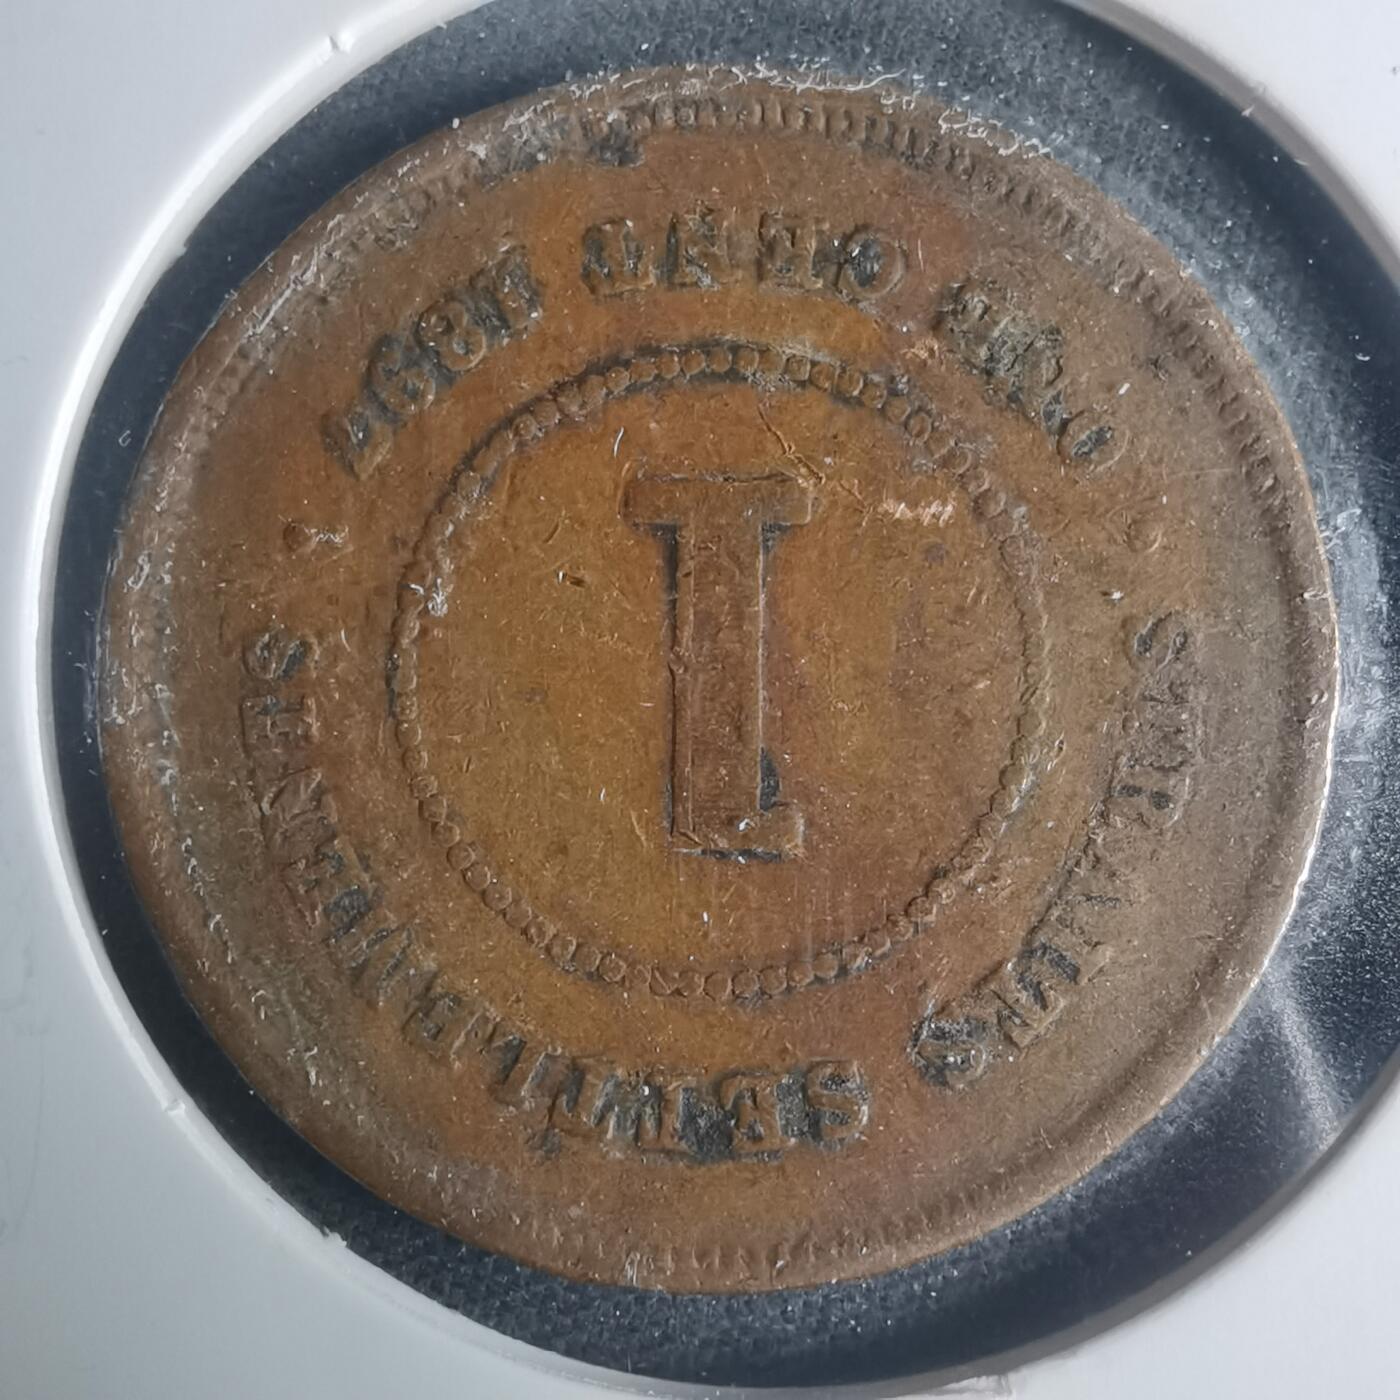 STRAITS SETTLEMENTS
ONE CENT
1